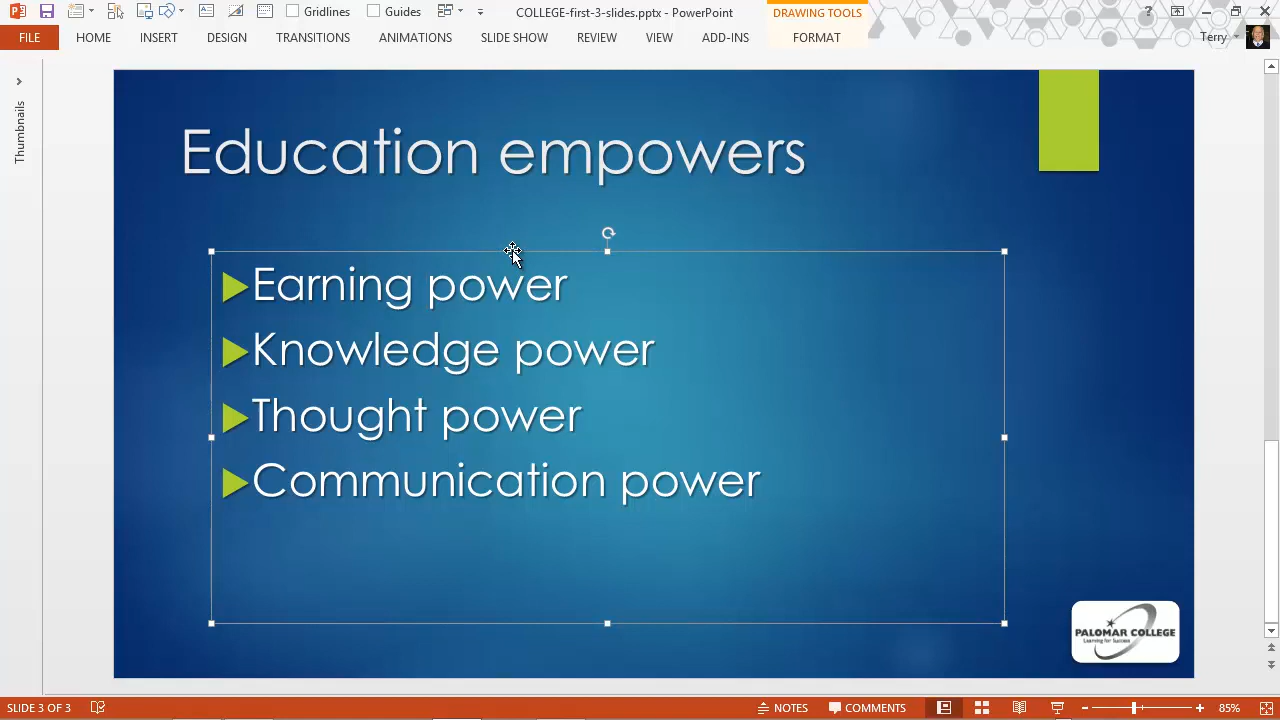 Gridlines
Guides
COLLEGE-first-3-slides.pptx - PowerPoi...
DRAWING TOOLS
?
FILE
HOME
INSERT
DESIGN
TRANSITIONS
ANIMATIONS
SLIDE SHOW
REVIEW
VIEW
ADD-INS
FORMAT
Terry
Thumbnails
Education empowers
Earning power
Knowledge power
Thought power
Communication power
PALOMAR COLLEGE
Learning for Success
SLIDE 3 OF 3
NOTES
COMMENTS
85%